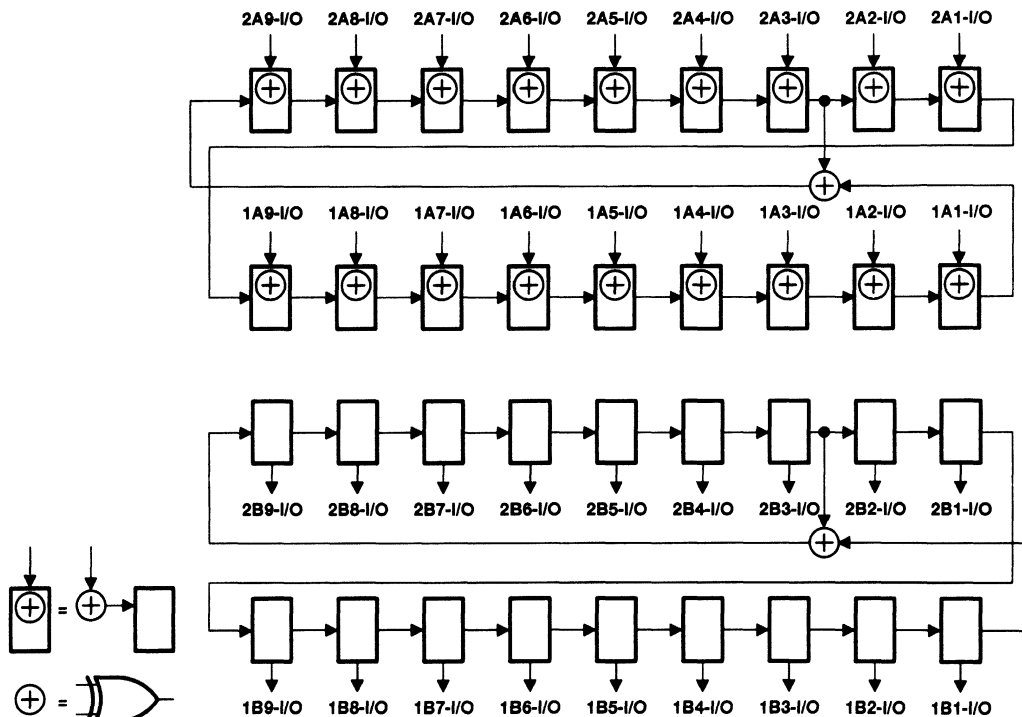 2A9-I/O 2A8-I/O 2A7-I/O 2A6-I/O 2A5-I/O 2A4-I/O 2A3-I/O 2A2-I/O 2A1-I/O
1A9-I/O 1A8-I/O 1A7-I/O 1A6-I/O 1A5-I/O 1A4-I/O 1A3-I/O 1A2-I/O 1A1-I/O
2B9-I/O 2B8-I/O 2B7-I/O 2B6-I/O 2B5-I/O 2B4-I/O 2B3-I/O 2B2-I/O 2B1-I/O
=
=
1B9-I/O 1B8-I/O 1B7-I/O 1B6-I/O 1B5-I/O 1B4-I/O 1B3-I/O 1B2-I/O 1B1-I/O